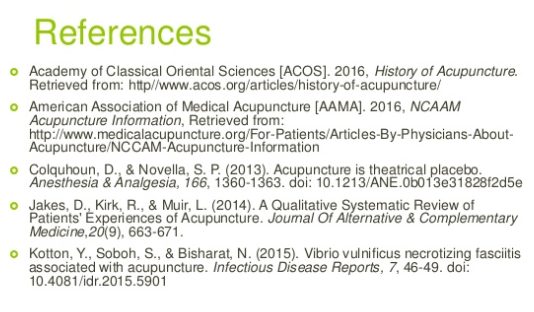 References
Academy of Classical Oriental Sciences [ACOS]. 2016, History of Acupuncture.
Retrieved from: http//www.acos.org/articles/history-of-acupuncture/
American Association of Medical Acupuncture [AAMA]. 2016, NCAAM
Acupuncture Information, Retrieved from:
http://www.medicalacupuncture.org/For-Patients/Articles-By-Physicians-About-
Acupuncture/NCCAM-Acupuncture-Information
Colquhoun, D., & Novella, S. P. (2013). Acupuncture is theatrical placebo.
Anesthesia & Analgesia, 166, 1360-1363. doi: 10.1213/ANE.0b013e31828f2d5e
Jakes, D., Kirk, R., & Muir, L. (2014). A Qualitative Systematic Review of
Patients' Experiences of Acupuncture. Journal Of Alternative & Complementary
Medicine,20(9), 663-671.
Kotton, Y., Soboh, S., & Bisharat, N. (2015). Vibrio vulnificus necrotizing fasciitis
associated with acupuncture. Infectious Disease Reports, 7, 46-49. doi:
10.4081/idr.2015.5901